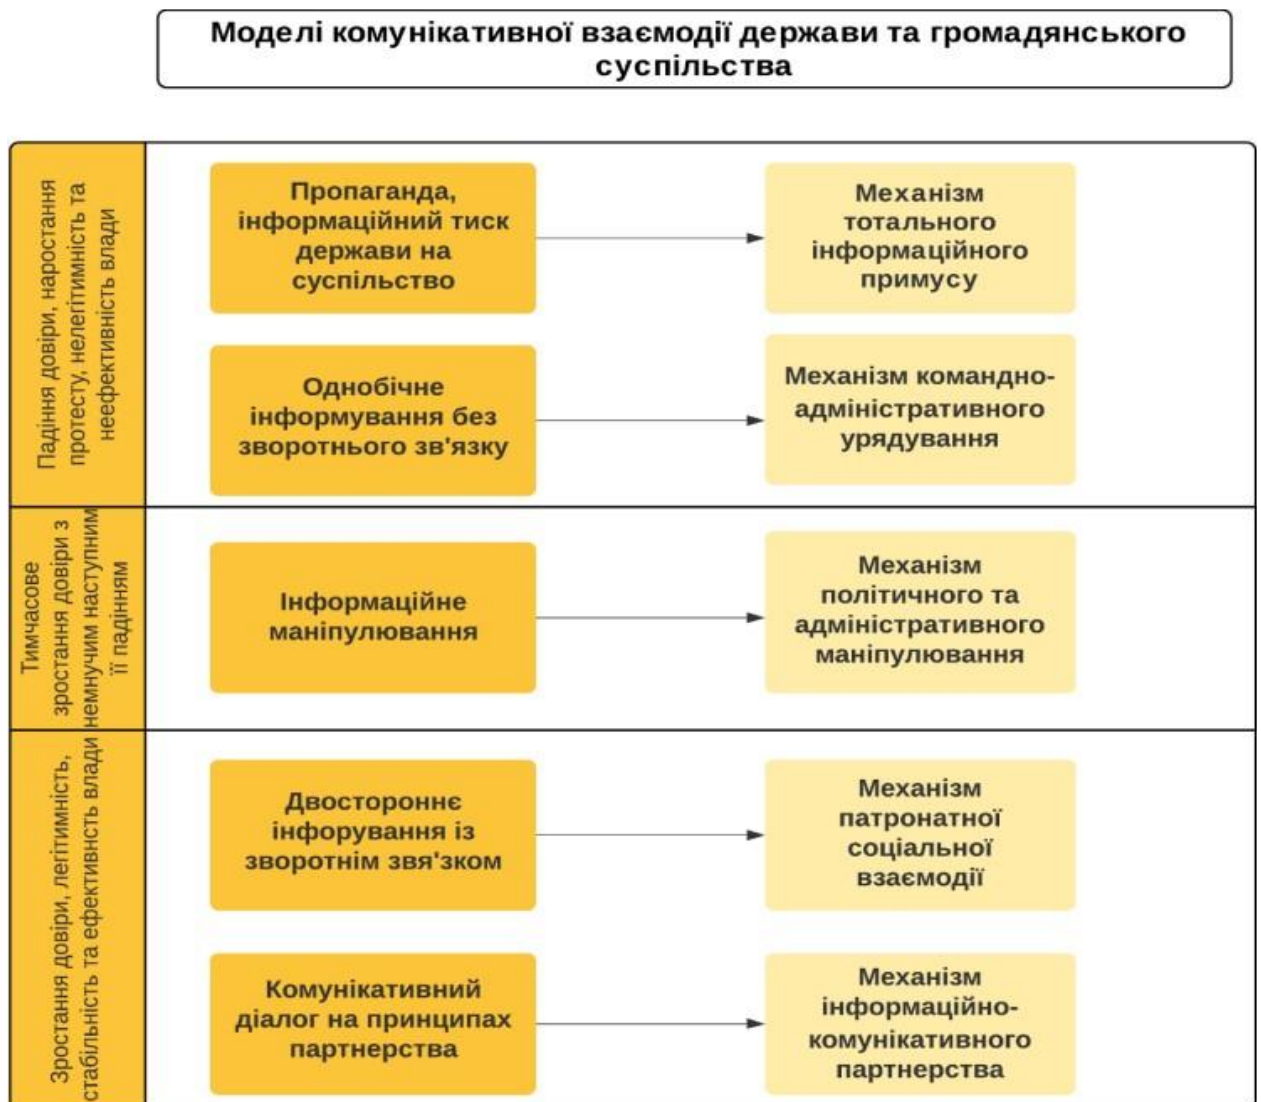 Моделі комунікативної взаємодії держави та громадянського
суспільства
Падіння довіри, наростання
протесту, нелегітимність та
неефективність влади
Пропаганда,
інформаційний тиск
держави на
суспільство
Механізм
тотального
інформаційного
примусу
Однобічне
інформування без
зворотнього зв'язку
Механізм командно-
адміністративного
урядування
Тимчасове
зростання довіри з
немнучим наступним
її падінням
Інформаційне
маніпулювання
Механізм
політичного та
адміністративного
маніпулювання
Зростання довіри, легітимність,
стабільність та ефективнсть влади
Двостороннє
інфорування із
зворотнім звя'зком
Механізм
патронатної
соціальної
взаємодії
Комунікативний
діалог на принципах
партнерства
Механізм
інформаційно-
комунікативного
партнерства